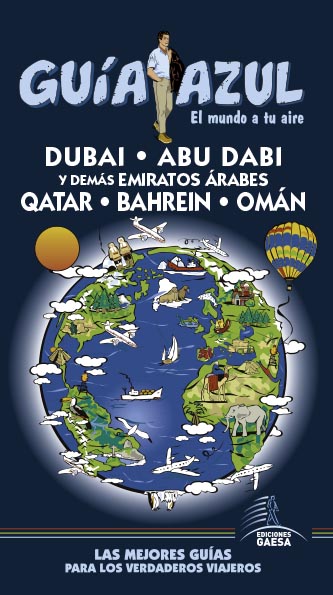 GUÍA AZUL
El mundo a tu aire
DUBAI • ABU DABI
Y DEMÁS EMIRATOS ÁRABES
QATAR • BAHREIN • OMÁN
EDICIONES
GAESA
LAS MEJORES GUÍAS
PARA LOS VERDADEROS VIAJEROS